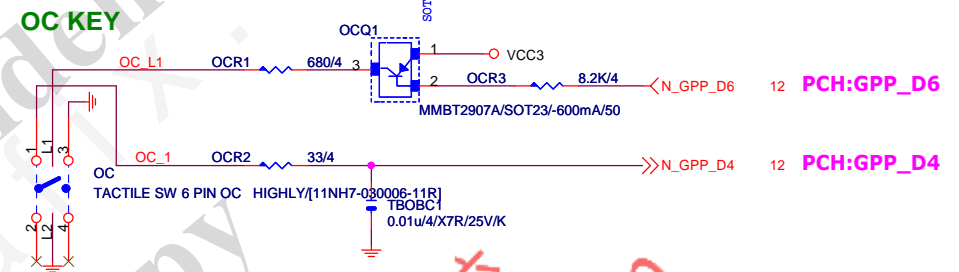 SOT
OC KEY
OCQ1
1 VCC3
OC_L1 OCR1 680/4 3
2 OCR3 8.2K/4 N_GPP_D6 12 PCH:GPP_D6
MMBT2907A/SOT23/-600mA/50
1 L1 3
OC_1 OCR2 33/4 N_GPP_D4 12 PCH:GPP_D4
OC
TACTILE SW 6 PIN OC HIGHLY/[11NH7-030006-11R]
TBOBC1
0.01u/4/X7R/25V/K
2 L2 4